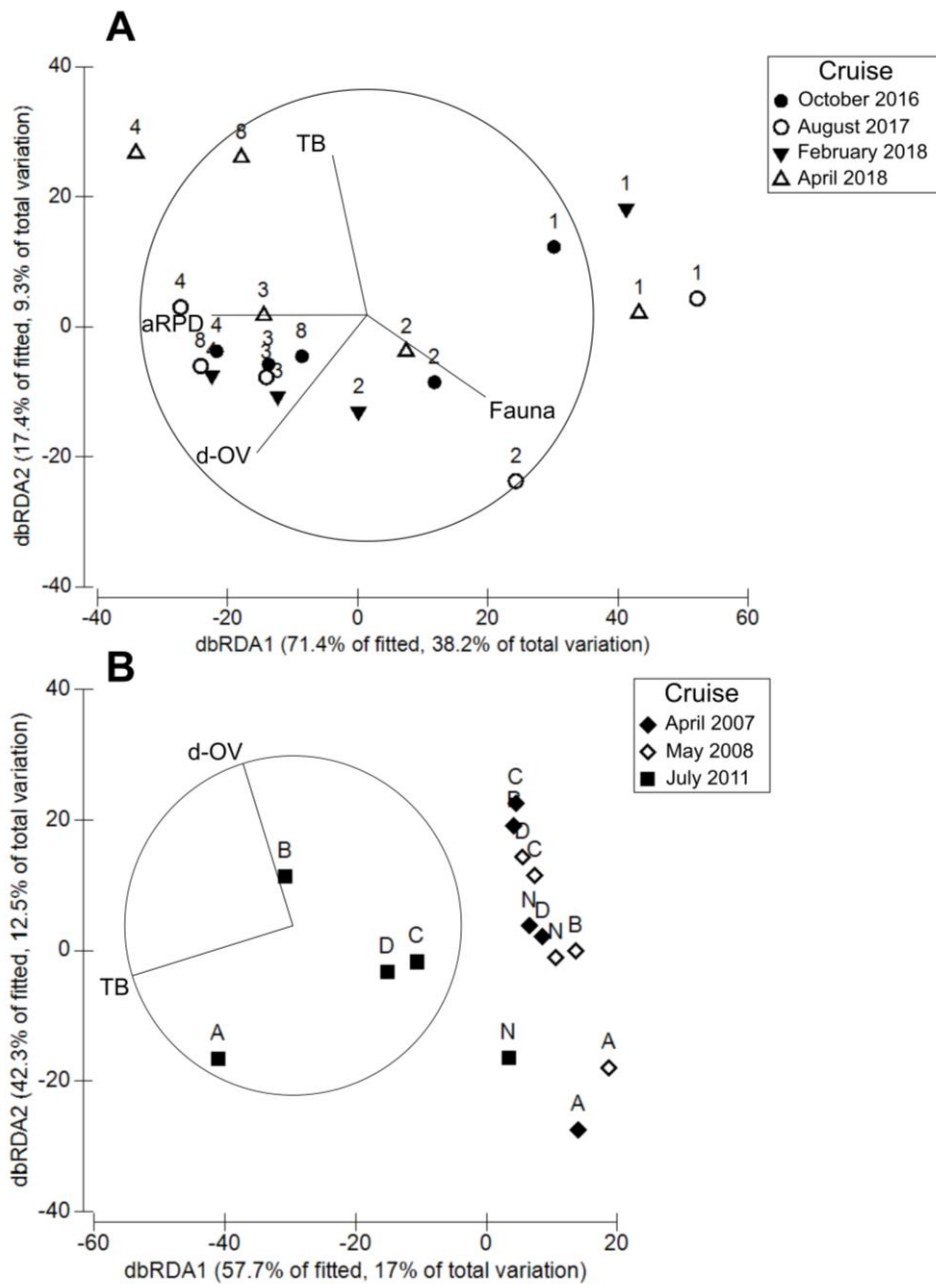 A
Cruise
October 2016
August 2017
February 2018
April 2018
40
20
0
-20
-40
dbRDA2 (17.4% of fitted, 9.3% of total variation)
4
8
TB
1
1
1
1
4
aRPD
4
3
8
3
3
8
3
2
2
2
2
Fauna
d-OV
-40
-20
0
20
40
60
dbRDA1 (71.4% of fitted, 38.2% of total variation)
B
Cruise
April 2007
May 2008
July 2011
40
20
0
-20
-40
dbRDA2 (42.3% of fitted, 12.5% of total variation)
d-OV
C
D
C
B
N
D
N
B
D
C
TB
A
N
A
A
-60
-40
-20
0
20
dbRDA1 (57.7% of fitted, 17% of total variation)